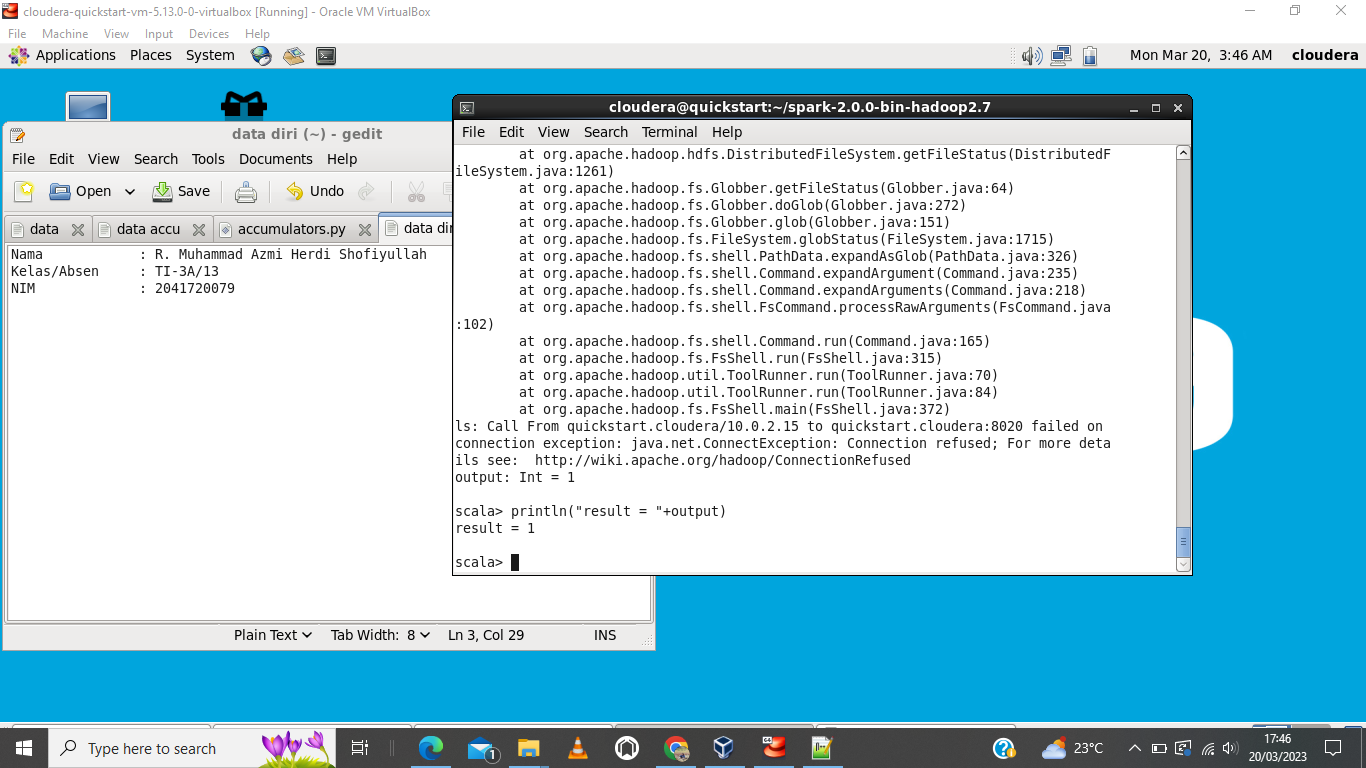 cloudera-quickstart-vm-5.13.0-0-virtualbox [Running] - Oracle VM VirtualBox
File Machine View Input Devices Help
Applications Places System
Mon Mar 20, 3:46 AM cloudera
data diri (~) - gedit
File Edit View Search Tools Documents Help
Open Save Undo
data data accu accumulators.py data dir
Nama : R. Muhammad Azmi Herdi Shofiyullah
Kelas/Absen : TI-3A/13
NIM : 2041720079
Plain Text Tab Width: 8 Ln 3, Col 29 INS
cloudera@quickstart:~/spark-2.0.0-bin-hadoop2.7
File Edit View Search Terminal Help
at org.apache.hadoop.hdfs.DistributedFileSystem.getFileStatus(DistributedF
ileSystem.java:1261)
at org.apache.hadoop.fs.Globber.getFileStatus(Globber.java:64)
at org.apache.hadoop.fs.Globber.doGlob(Globber.java:272)
at org.apache.hadoop.fs.Globber.glob(Globber.java:151)
at org.apache.hadoop.fs.FileSystem.globStatus(FileSystem.java:1715)
at org.apache.hadoop.fs.shell.PathData.expandAsGlob(PathData.java:326)
at org.apache.hadoop.fs.shell.Command.expandArgument(Command.java:235)
at org.apache.hadoop.fs.shell.Command.expandArguments(Command.java:218)
at org.apache.hadoop.fs.shell.FsCommand.processRawArguments(FsCommand.java
:102)
at org.apache.hadoop.fs.shell.Command.run(Command.java:165)
at org.apache.hadoop.fs.FsShell.run(FsShell.java:315)
at org.apache.hadoop.util.ToolRunner.run(ToolRunner.java:70)
at org.apache.hadoop.util.ToolRunner.run(ToolRunner.java:84)
at org.apache.hadoop.fs.FsShell.main(FsShell.java:372)
ls: Call From quickstart.cloudera/10.0.2.15 to quickstart.cloudera:8020 failed on
connection exception: java.net.ConnectException: Connection refused; For more deta
ils see:  http://wiki.apache.org/hadoop/ConnectionRefused
output: Int = 1
scala> println("result = "+output)
result = 1
scala>
Type here to search
1
23°C
17:46
20/03/2023